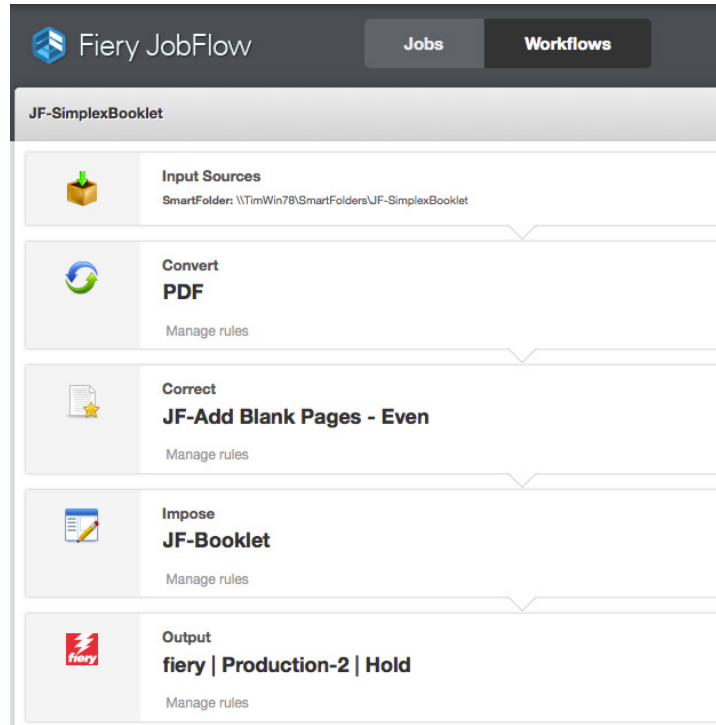 Fiery JobFlow
Jobs
Workflows
JF-SimplexBooklet
Input Sources
SmartFolder: \\TimWin78\SmartFolders\JF-SimplexBooklet
Convert
PDF
Manage rules
Correct
JF-Add Blank Pages - Even
Manage rules
Impose
JF-Booklet
Manage rules
fiery
Output
fiery | Production-2 | Hold
Manage rules